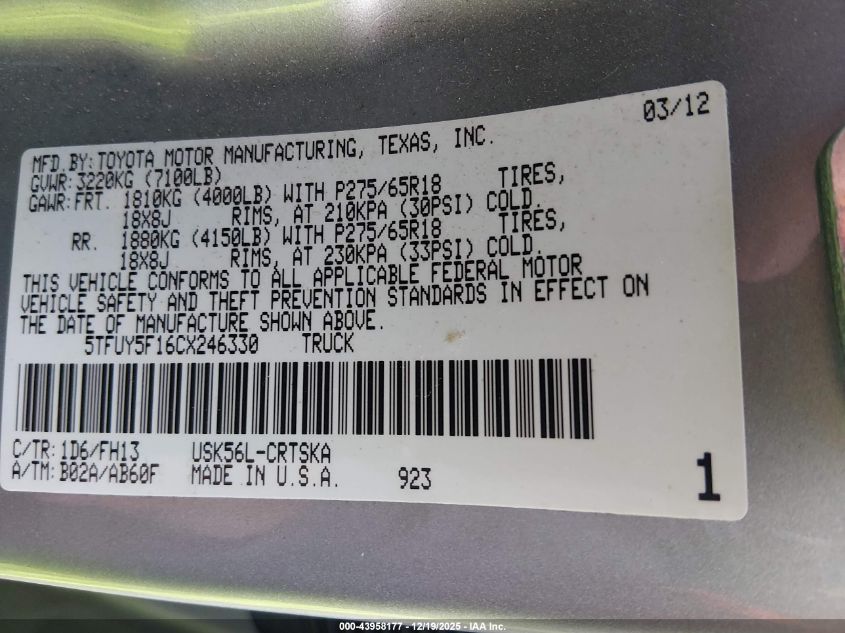 03/12
MFD BY: TOYOTA MOTOR MANUFACTURING, TEXAS, INC.
GVWR: 3220KG (7100LB)
GAWR: FRT. 1810KG (4000LB) WITH P275/65R18 TIRES,
18X8J RIMS, AT 210KPA (30PSI) COLD.
RR. 1880KG (4150LB) WITH P275/65R18 TIRES,
18X8J RIMS, AT 230KPA (33PSI) COLD.
THIS VEHICLE CONFORMS TO ALL APPLICABLE FEDERAL MOTOR
VEHICLE SAFETY AND THEFT PREVENTION STANDARDS IN EFFECT ON
THE DATE OF MANUFACTURE SHOWN ABOVE.
5TFUY5F16CX246330 TRUCK
C/TR: 1D6/FH13 USK56L-CRTSKA
A/TM: B02A/AB60F MADE IN U.S.A. 923
1
000-43958177 - 12/19/2025 - IAA Inc.